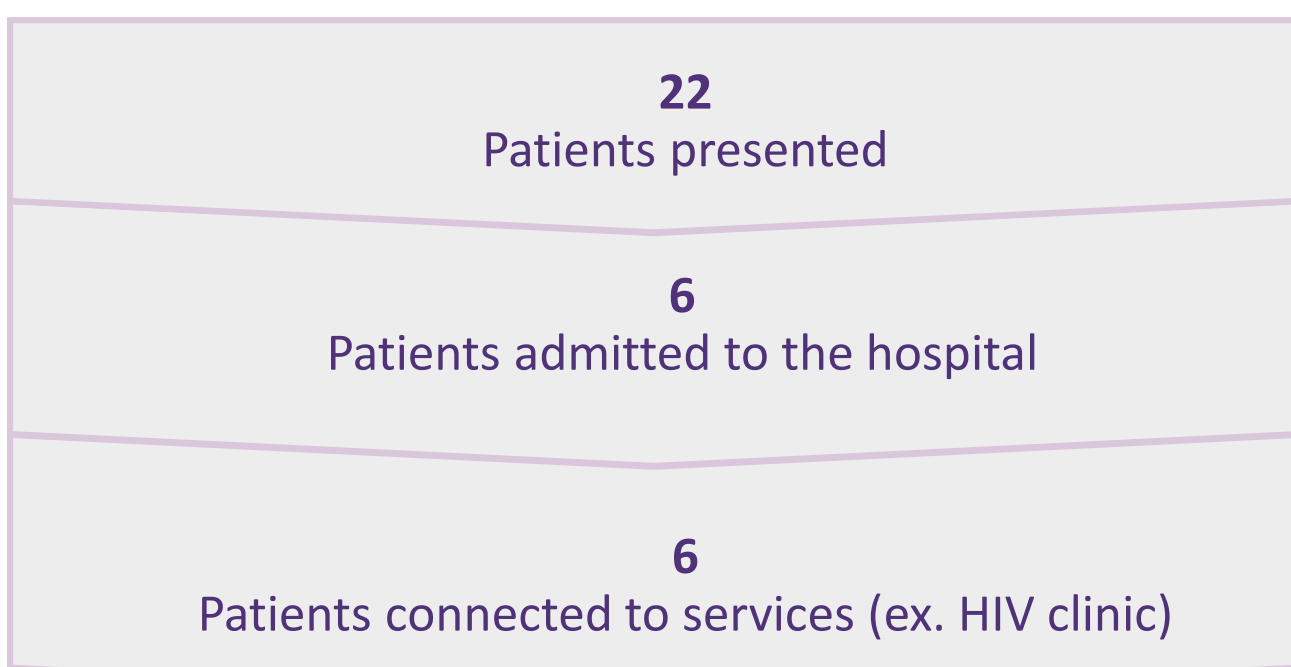 22
Patients presented
6
Patients admitted to the hospital
6
Patients connected to services (ex. HIV clinic)